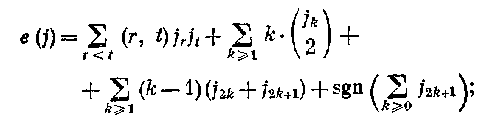 e (j) = ∑_{r<t} (r, t) j_r j_t + ∑_{k⩾1} k · \binom{j_k}{2} +
+ ∑_{k⩾1} (k − 1) (j_{2k} + j_{2k+1}) + sgn ( ∑_{k⩾0} j_{2k+1} );